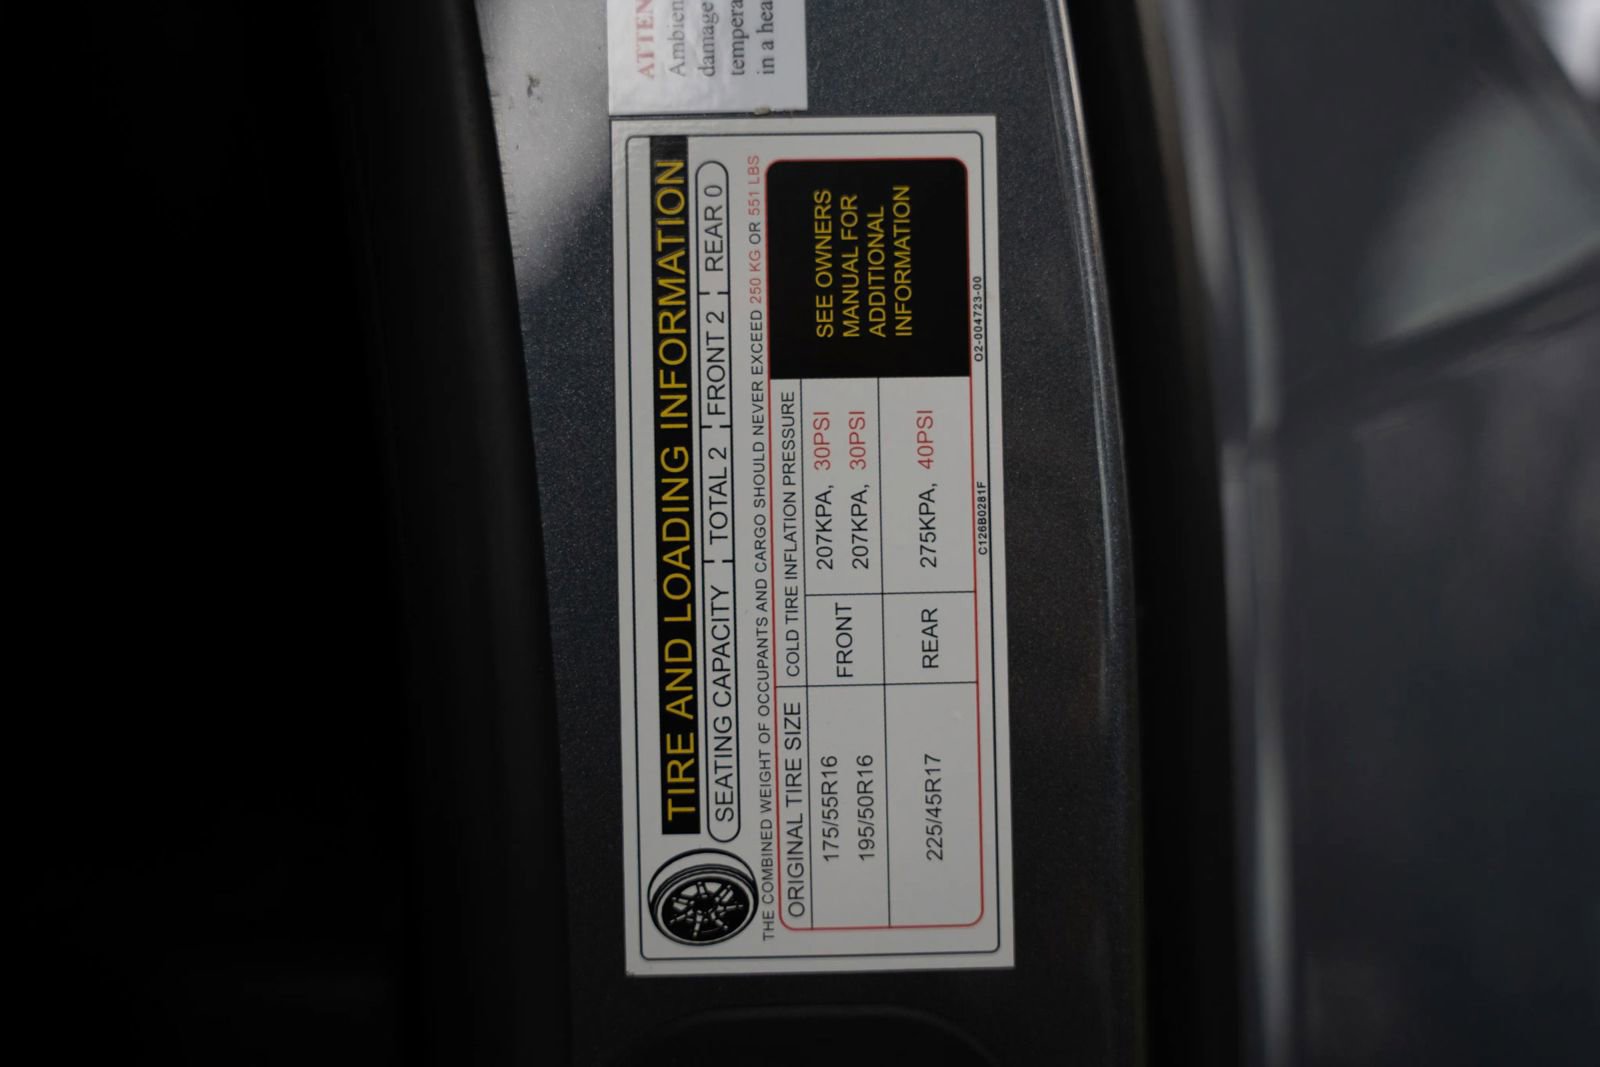 ATTEN
Ambien
damage
tempera
in a hea
TIRE AND LOADING INFORMATION
SEATING CAPACITY TOTAL 2 FRONT 2 REAR 0
THE COMBINED WEIGHT OF OCCUPANTS AND CARGO SHOULD NEVER EXCEED 250 KG OR 551 LBS
ORIGINAL TIRE SIZE COLD TIRE INFLATION PRESSURE
175/55R16 FRONT 207KPA, 30PSI
195/50R16 207KPA, 30PSI
225/45R17 REAR 275KPA, 40PSI
SEE OWNERS
MANUAL FOR
ADDITIONAL
INFORMATION
C126B0281F O2-004723-00